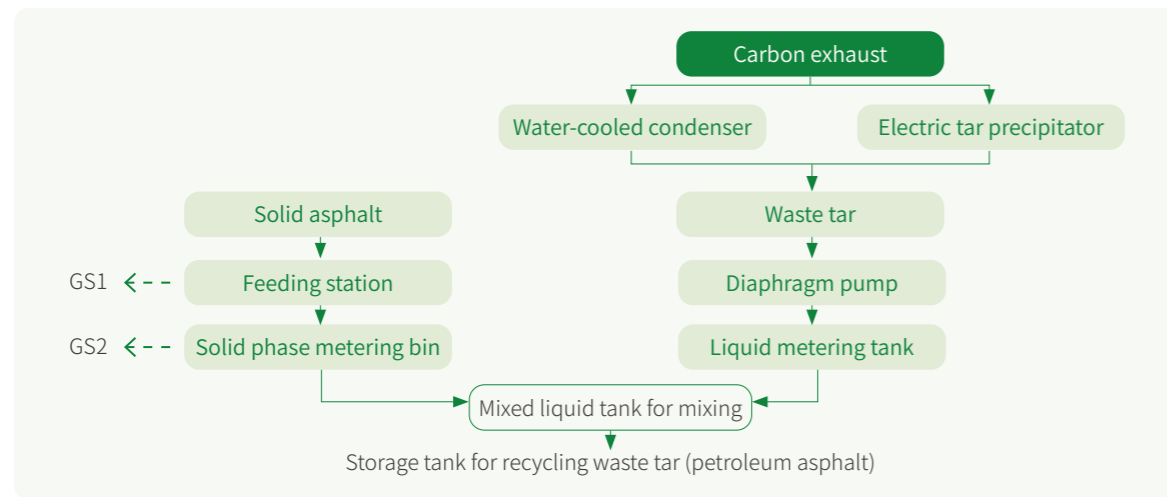 Carbon exhaust
Water-cooled condenser
Electric tar precipitator
Solid asphalt
Waste tar
GS1
Feeding station
Diaphragm pump
GS2
Solid phase metering bin
Liquid metering tank
Mixed liquid tank for mixing
Storage tank for recycling waste tar (petroleum asphalt)